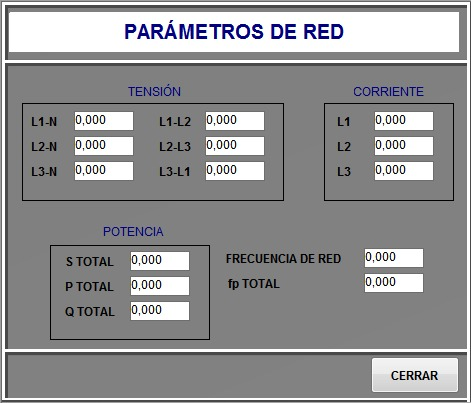 PARÁMETROS DE RED
TENSIÓN
L1-N 0,000 L1-L2 0,000
L2-N 0,000 L2-L3 0,000
L3-N 0,000 L3-L1 0,000
CORRIENTE
L1 0,000
L2 0,000
L3 0,000
POTENCIA
S TOTAL 0,000
P TOTAL 0,000
Q TOTAL 0,000
FRECUENCIA DE RED 0,000
fp TOTAL 0,000
CERRAR